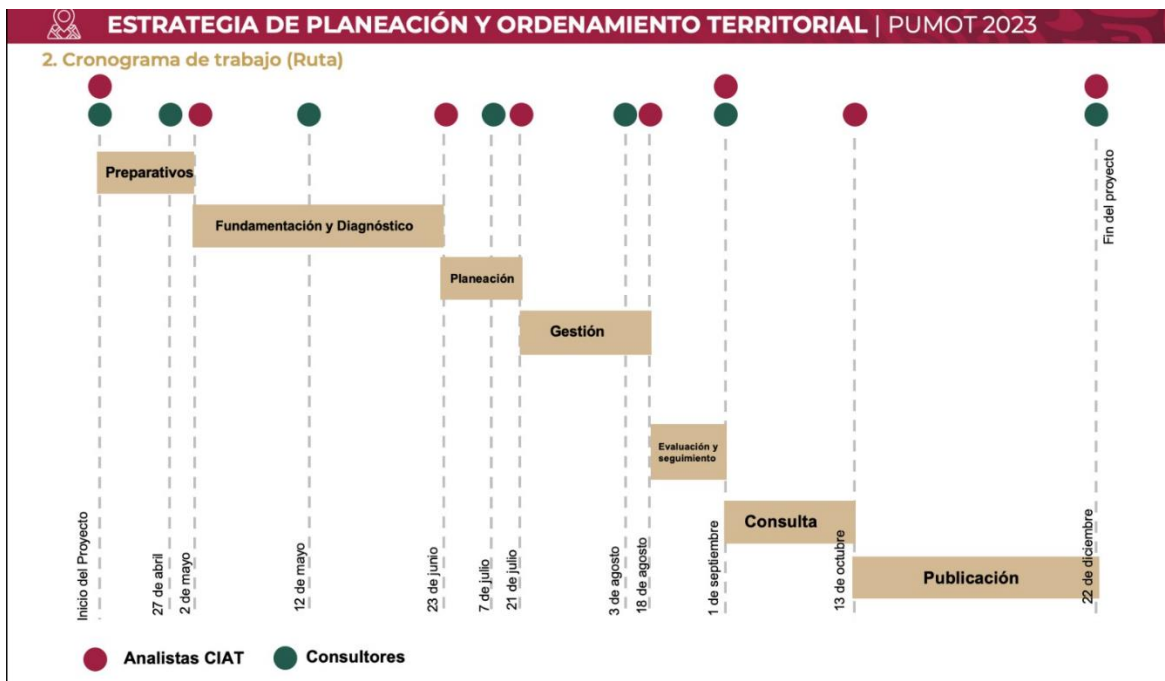 ESTRATEGIA DE PLANEACIÓN Y ORDENAMIENTO TERRITORIAL | PUMOT 2023
2. Cronograma de trabajo (Ruta)
Preparativos
Fundamentación y Diagnóstico
Planeación
Gestión
Evaluación y
seguimiento
Consulta
Publicación
Inicio del Proyecto
27 de abril
2 de mayo
12 de mayo
23 de junio
7 de julio
21 de julio
3 de agosto
18 de agosto
1 de septiembre
13 de octubre
22 de diciembre
Fin del proyecto
Analistas CIAT
Consultores